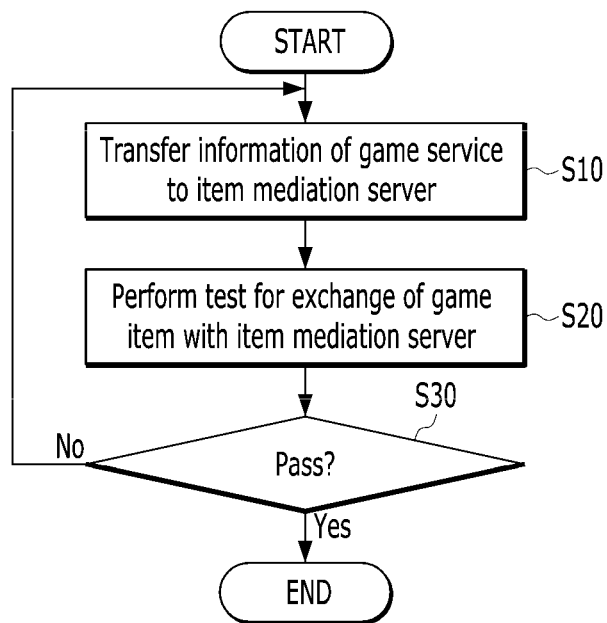 START
Transfer information of game service
to item mediation server
S10
Perform test for exchange of game
item with item mediation server
S20
S30
Pass?
No
Yes
END